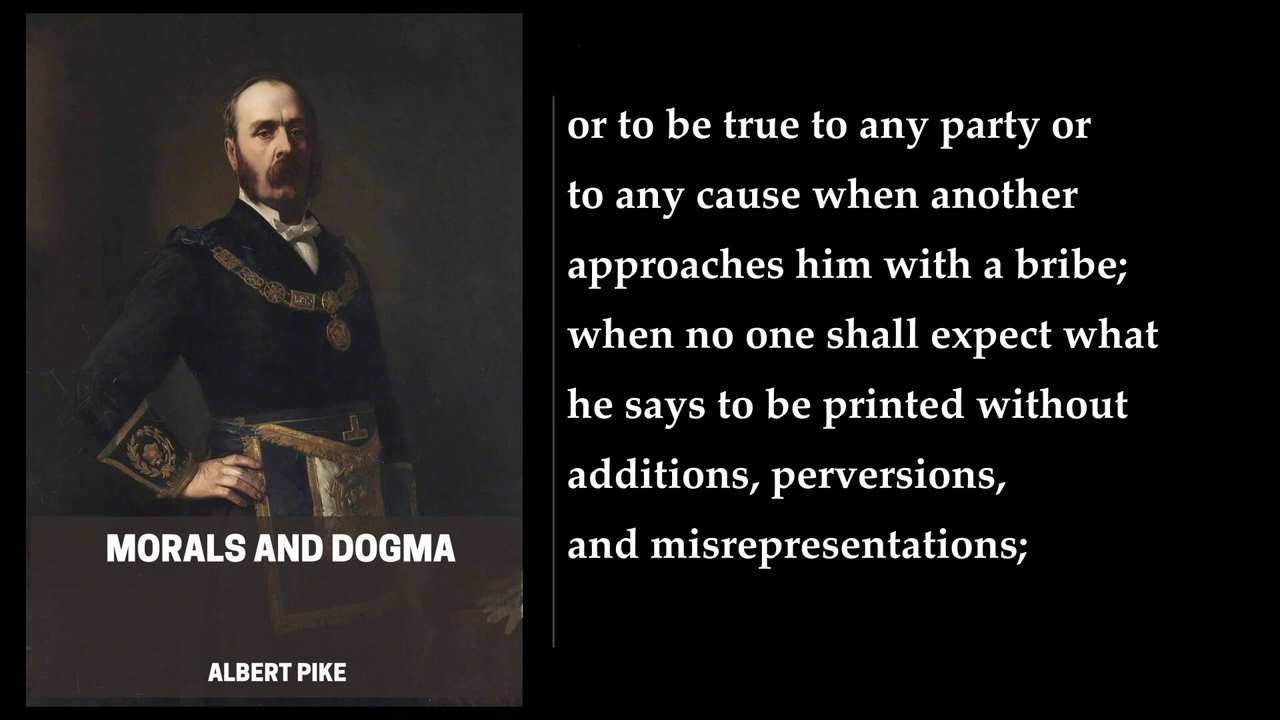 MORALS AND DOGMA
ALBERT PIKE
or to be true to any party or
to any cause when another
approaches him with a bribe;
when no one shall expect what
he says to be printed without
additions, perversions,
and misrepresentations;